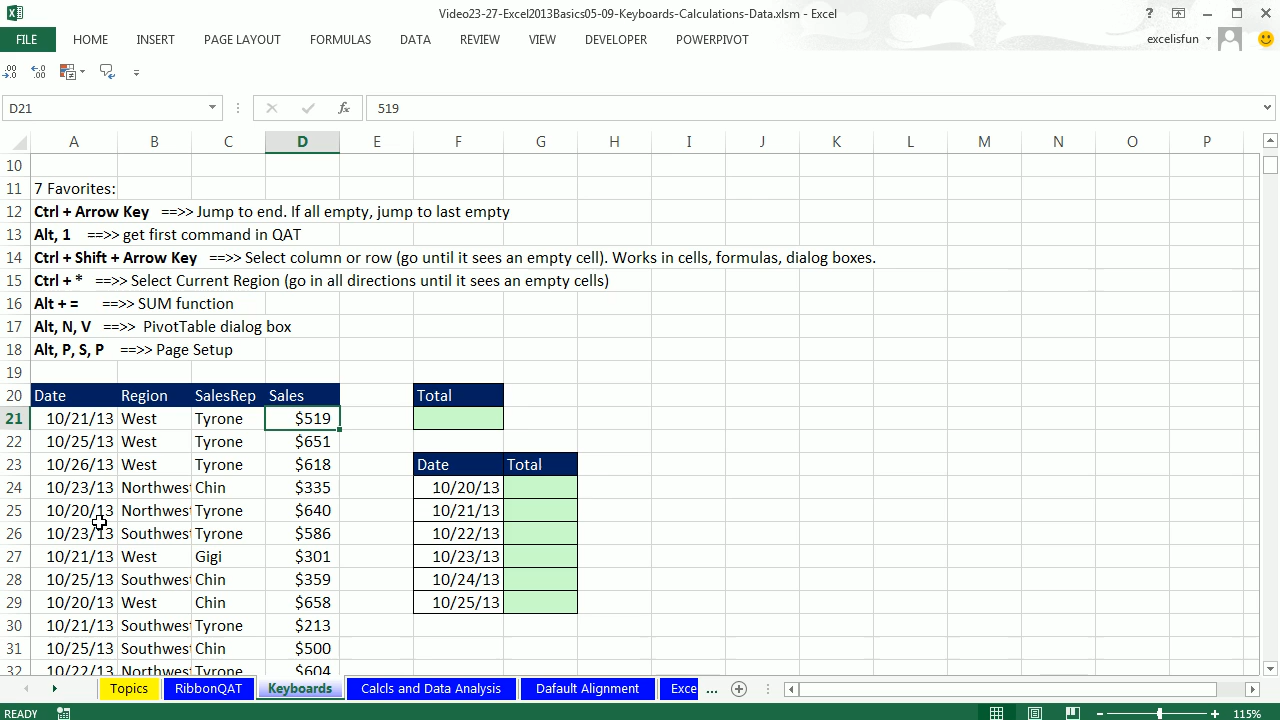 Video23-27-Excel2013Basics05-09-Keyboards-Calculations-Data.xlsm - Excel
FILE HOME INSERT PAGE LAYOUT FORMULAS DATA REVIEW VIEW DEVELOPER POWERPIVOT excelisfun
D21 fx 519
A B C D E F G H I J K L M N O P
10
11 7 Favorites:
12 Ctrl + Arrow Key ==>> Jump to end. If all empty, jump to last empty
13 Alt, 1 ==>> get first command in QAT
14 Ctrl + Shift + Arrow Key ==>> Select column or row (go until it sees an empty cell). Works in cells, formulas, dialog boxes.
15 Ctrl + * ==>> Select Current Region (go in all directions until it sees an empty cells)
16 Alt + = ==>> SUM function
17 Alt, N, V ==>> PivotTable dialog box
18 Alt, P, S, P ==>> Page Setup
19
20 Date Region SalesRep Sales Total
21 10/21/13 West Tyrone $519
22 10/25/13 West Tyrone $651
23 10/26/13 West Tyrone $618 Date Total
24 10/23/13 Northwest Chin $335 10/20/13
25 10/20/13 Northwest Tyrone $640 10/21/13
26 10/23/13 Southwest Tyrone $586 10/22/13
27 10/21/13 West Gigi $301 10/23/13
28 10/25/13 Southwest Chin $359 10/24/13
29 10/20/13 West Chin $658 10/25/13
30 10/21/13 Southwest Tyrone $213
31 10/25/13 Southwest Chin $500
32 10/22/13 Northwest Tyrone $604
Topics RibbonQAT Keyboards Calcls and Data Analysis Dafault Alignment Exce ...
READY 115%